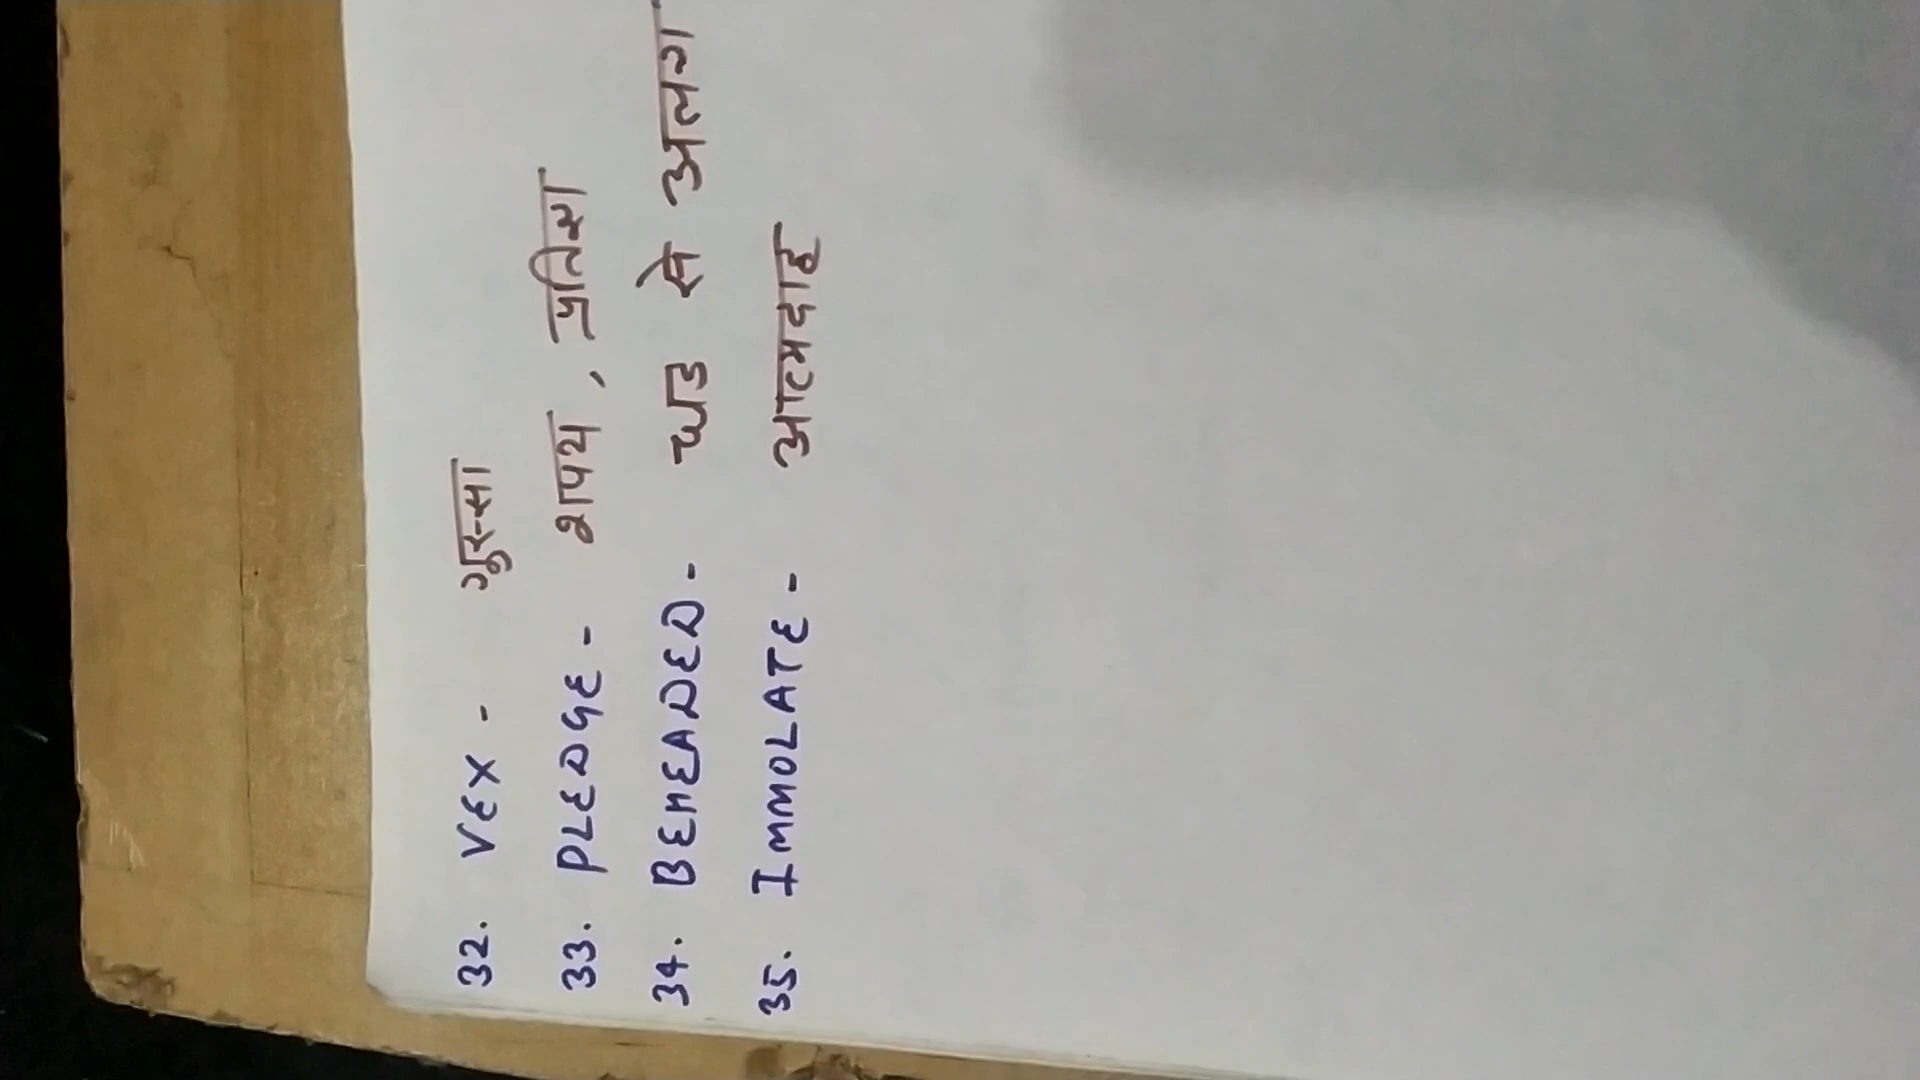 32. VEX - गुस्सा
33. PLEDGE - शपथ, प्रतिज्ञा
34. BEHEADED - धड से अलग
35. IMMOLATE - आत्मदाह